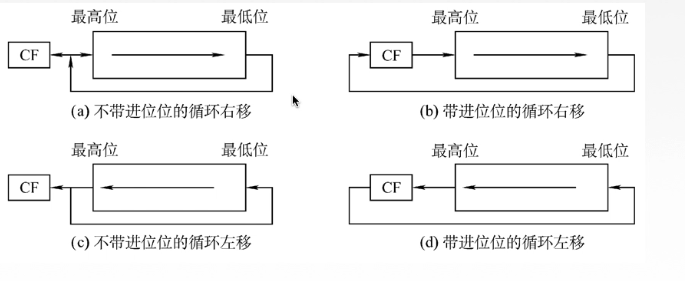 最高位 最低位 最高位 最低位
CF CF
(a) 不带进位位的循环右移 (b) 带进位位的循环右移
最高位 最低位 最高位 最低位
CF CF
(c) 不带进位位的循环左移 (d) 带进位位的循环左移